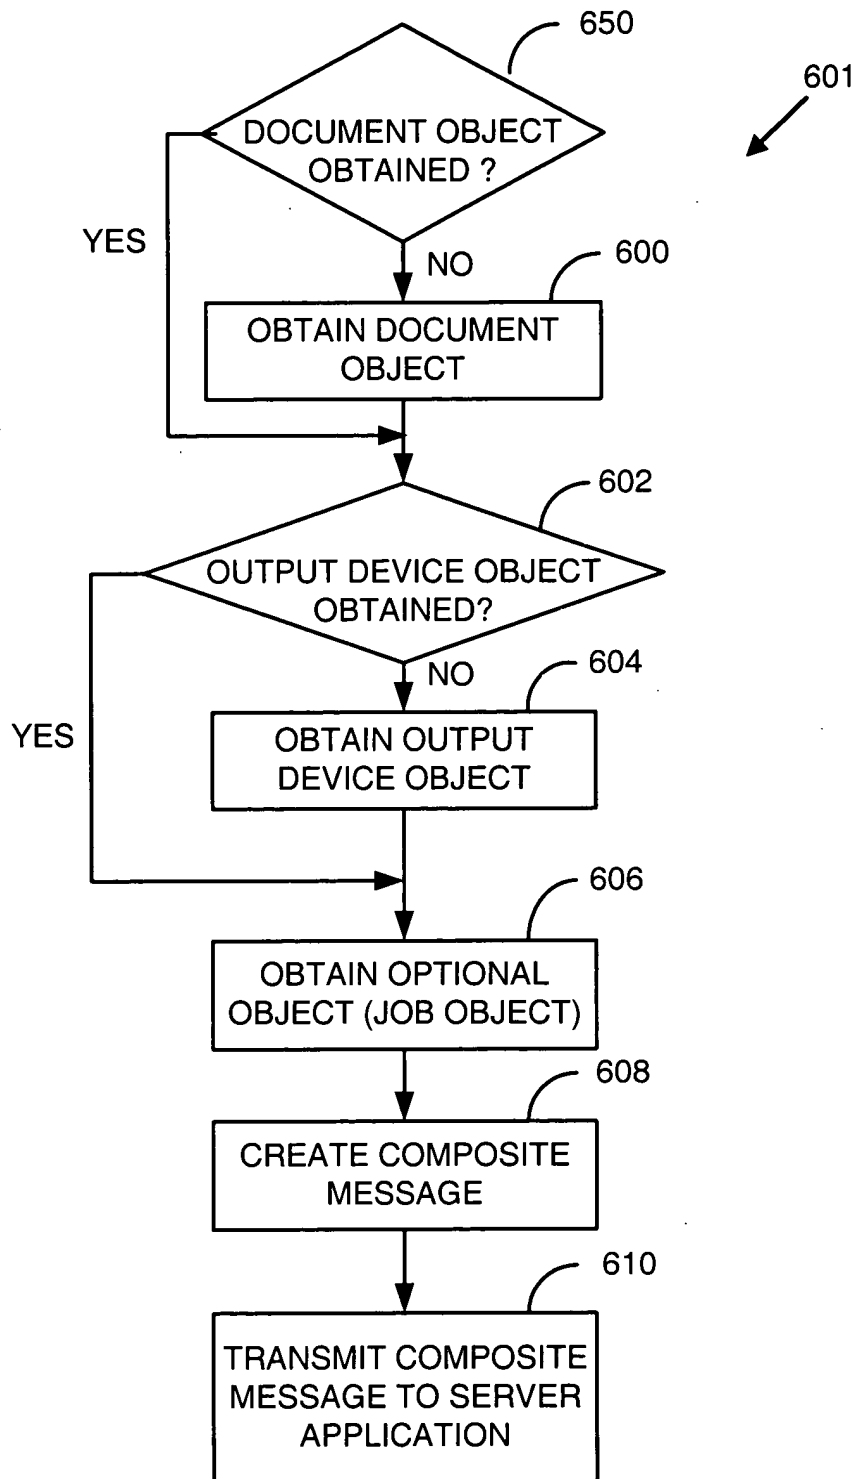 650
601
DOCUMENT OBJECT
OBTAINED ?
YES
NO
600
OBTAIN DOCUMENT
OBJECT
602
OUTPUT DEVICE OBJECT
OBTAINED?
NO
604
YES
OBTAIN OUTPUT
DEVICE OBJECT
606
OBTAIN OPTIONAL
OBJECT (JOB OBJECT)
608
CREATE COMPOSITE
MESSAGE
610
TRANSMIT COMPOSITE
MESSAGE TO SERVER
APPLICATION